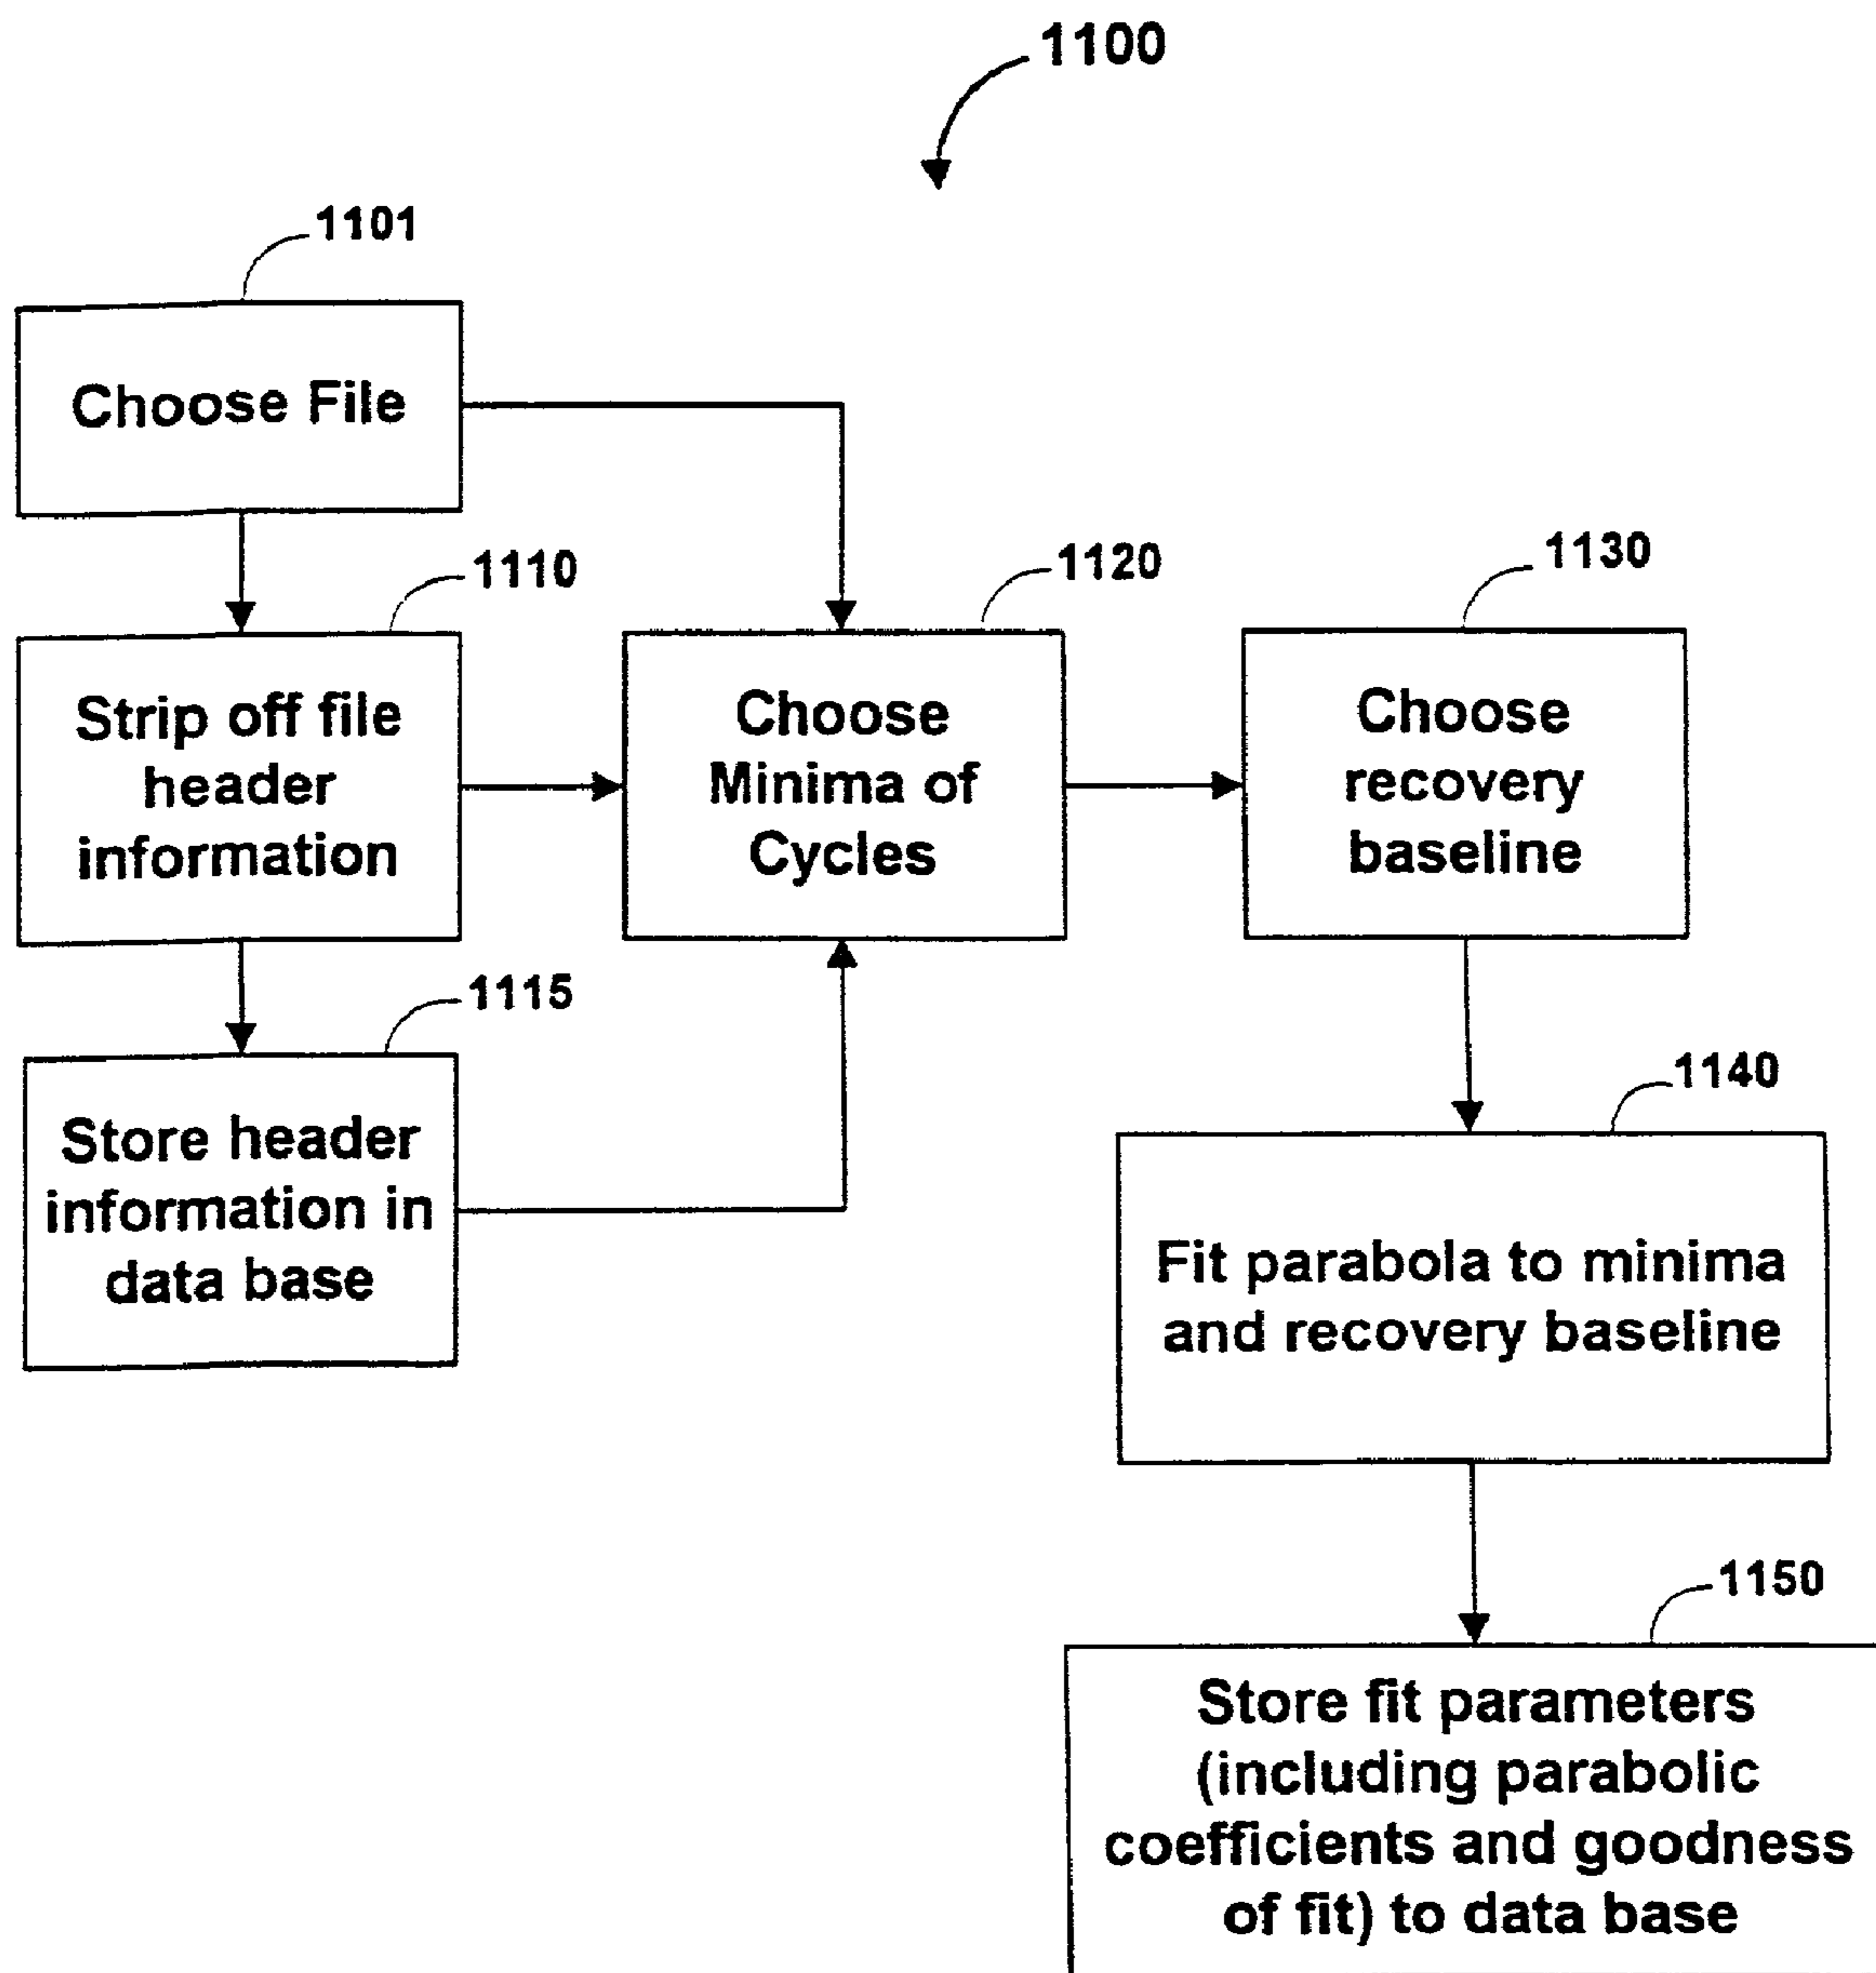 1100
1101
Choose File
1110
Strip off file
header
information
1120
Choose
Minima of
Cycles
1130
Choose
recovery
baseline
1115
Store header
information in
data base
1140
Fit parabola to minima
and recovery baseline
1150
Store fit parameters
(including parabolic
coefficients and goodness
of fit) to data base